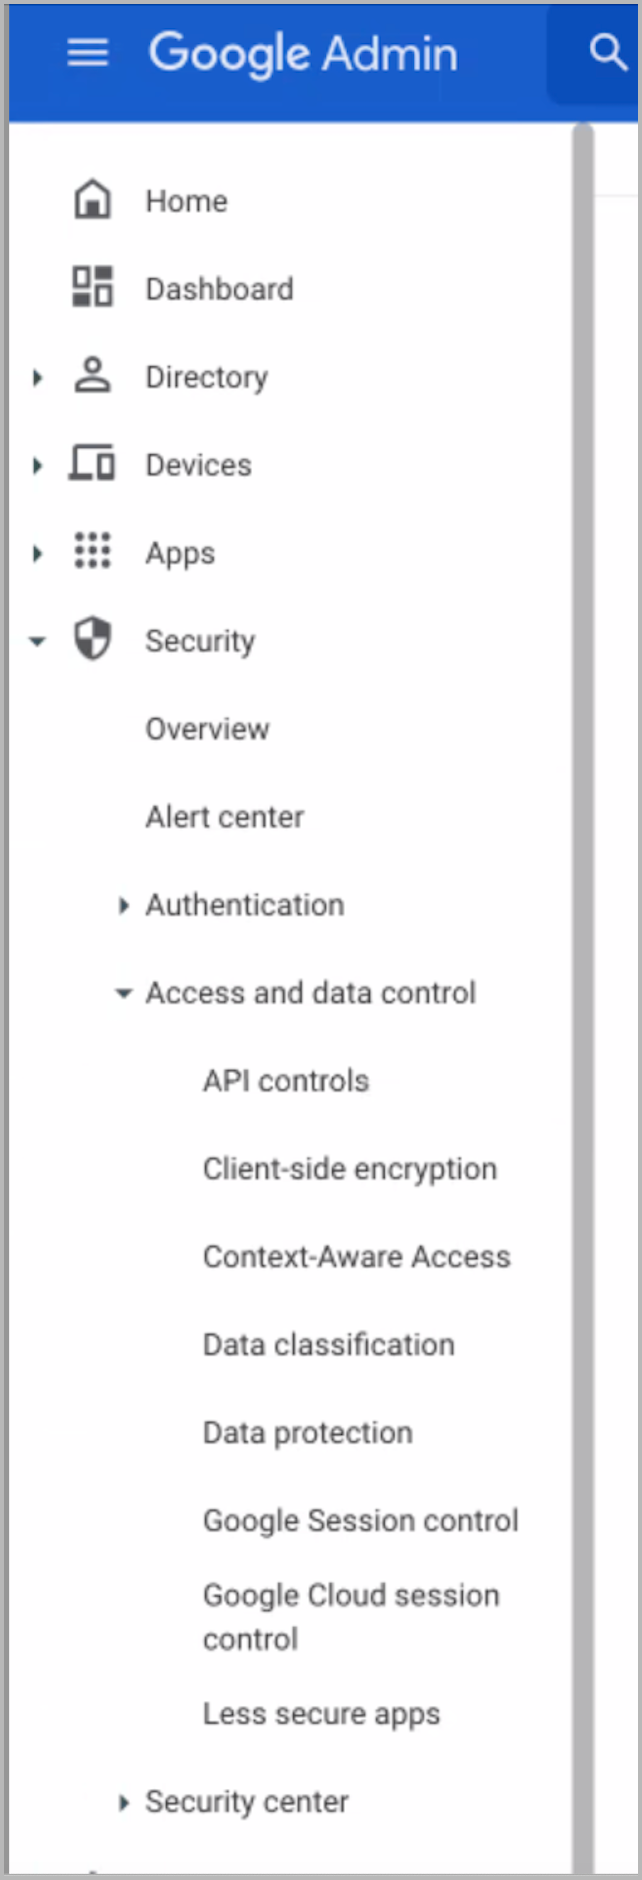 Google Admin
Home
Dashboard
Directory
Devices
Apps
Security
Overview
Alert center
Authentication
Access and data control
API controls
Client-side encryption
Context-Aware Access
Data classification
Data protection
Google Session control
Google Cloud session
control
Less secure apps
Security center